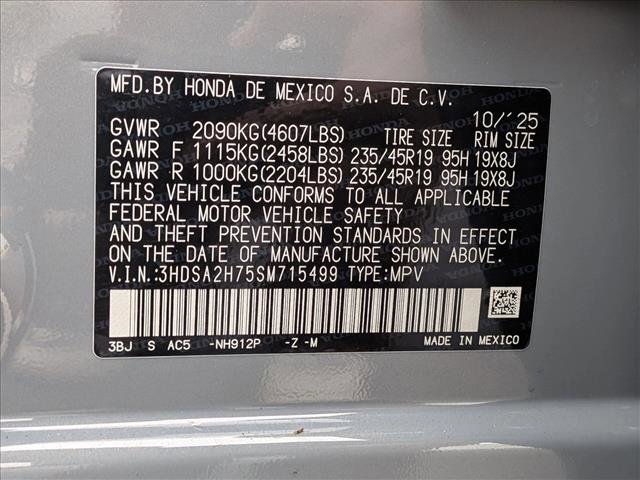 MFD.BY HONDA DE MEXICO S.A. DE C.V.
10/´25
GVWR 2090KG(4607LBS) TIRE SIZE RIM SIZE
GAWR F 1115KG(2458LBS) 235/45R19 95H 19X8J
GAWR R 1000KG(2204LBS) 235/45R19 95H 19X8J
THIS VEHICLE CONFORMS TO ALL APPLICABLE
FEDERAL MOTOR VEHICLE SAFETY
AND THEFT PREVENTION STANDARDS IN EFFECT
ON THE DATE OF MANUFACTURE SHOWN ABOVE.
V.I.N.:3HDSA2H75SM715499 TYPE:MPV
3BJ S AC5 -NH912P -Z -M MADE IN MEXICO